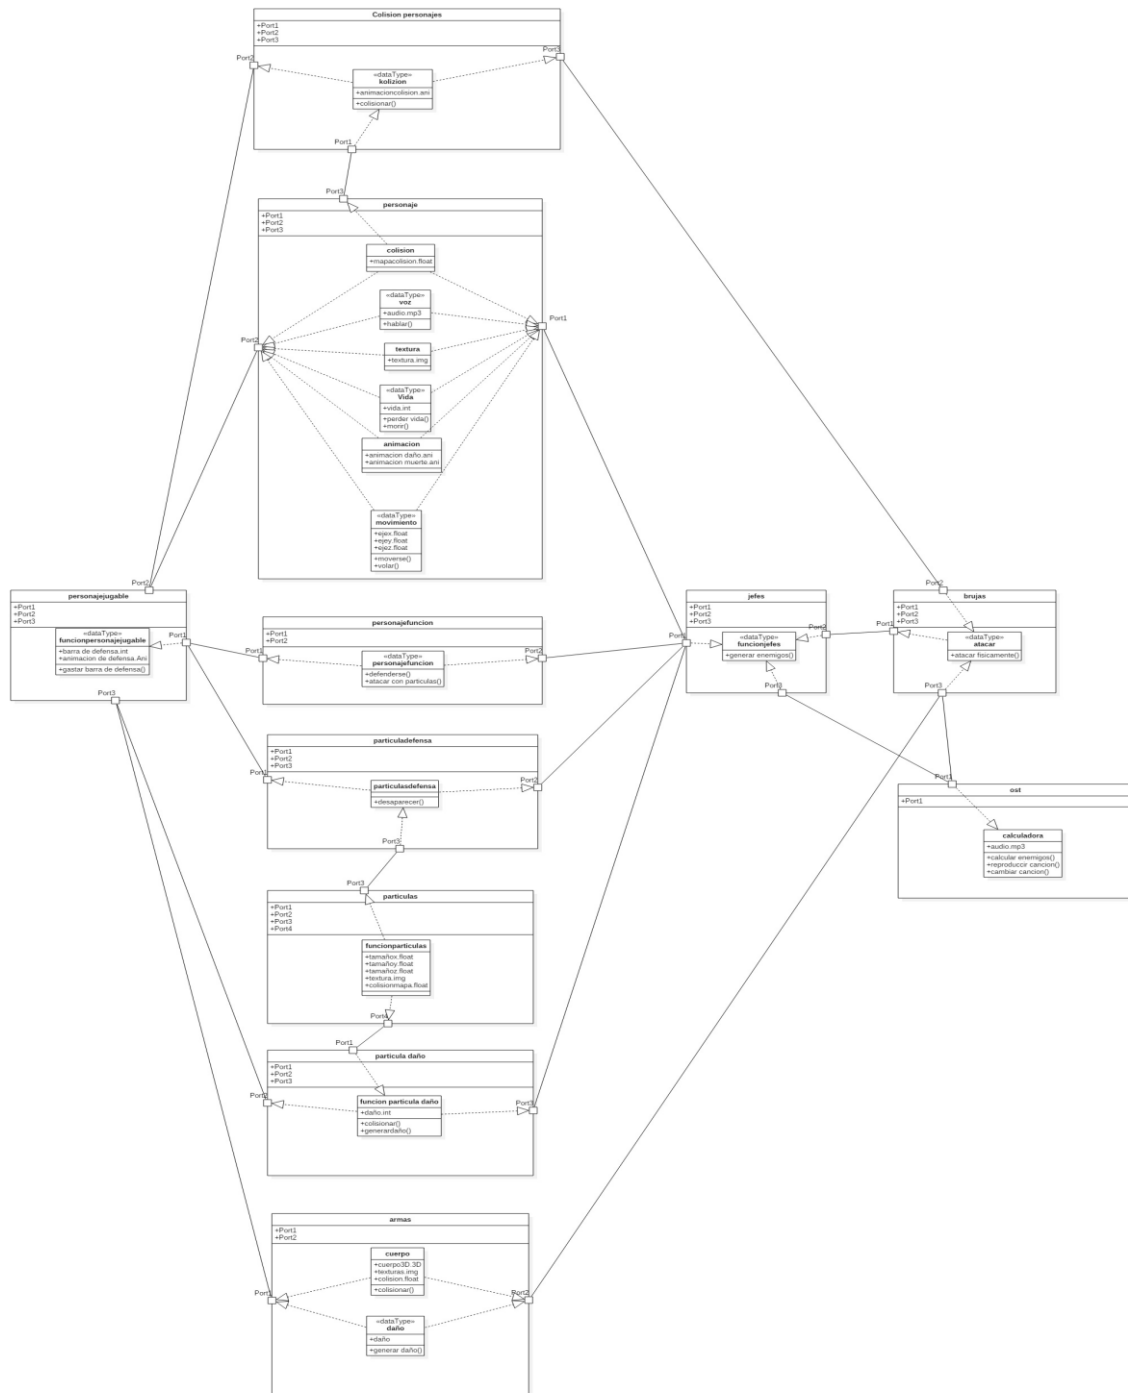 Colision personajes
+Port1
+Port2
+Port3
Port2
Port3
«dataType»
kolizion
+animacioncolision.ani
+colisionar()
Port1
Port3
personaje
+Port1
+Port2
+Port3
colision
+mapacolision.float
«dataType»
voz
+audio.mp3
+hablar()
Port1
Port2
textura
+textura.img
«dataType»
Vida
+vida.int
+perder vida()
+morir()
animacion
+animacion daño.ani
+animacion muerte.ani
«dataType»
movimiento
+ejex.float
+ejey.float
+ejez.float
+moverse()
+volar()
Port2
personajejugable
+Port1
+Port2
+Port3
«dataType»
funcionpersonajejugable
+barra de defensa.int
+animacion de defensa.Ani
+gastar barra de defensa()
Port1
Port3
personajefuncion
+Port1
+Port2
Port1
Port2
«dataType»
personajefuncion
+defenderse()
+atacar con particulas()
jefes
+Port1
+Port2
+Port3
Port1
Port2
«dataType»
funcionjefes
+generar enemigos()
Port3
Port2
brujas
+Port1
+Port2
+Port3
Port1
«dataType»
atacar
+atacar fisicamente()
Port3
particuladefensa
+Port1
+Port2
+Port3
Port1
Port2
particulasdefensa
+desaparecer()
Port3
Port1
ost
+Port1
calculadora
+audio.mp3
+calcular enemigos()
+reproduccir cancion()
+cambiar cancion()
Port3
particulas
+Port1
+Port2
+Port3
+Port4
funcionparticulas
+tamañox.float
+tamañoy.float
+tamañoz.float
+textura.img
+colisionmapa.float
Port4
Port1
particula daño
+Port1
+Port2
+Port3
Port2
Port3
funcion particula daño
+daño.int
+colisionar()
+generardaño()
armas
+Port1
+Port2
cuerpo
+cuerpo3D.3D
+texturas.img
+colision.float
+colisionar()
Port1
Port2
«dataType»
daño
+daño
+generar daño()